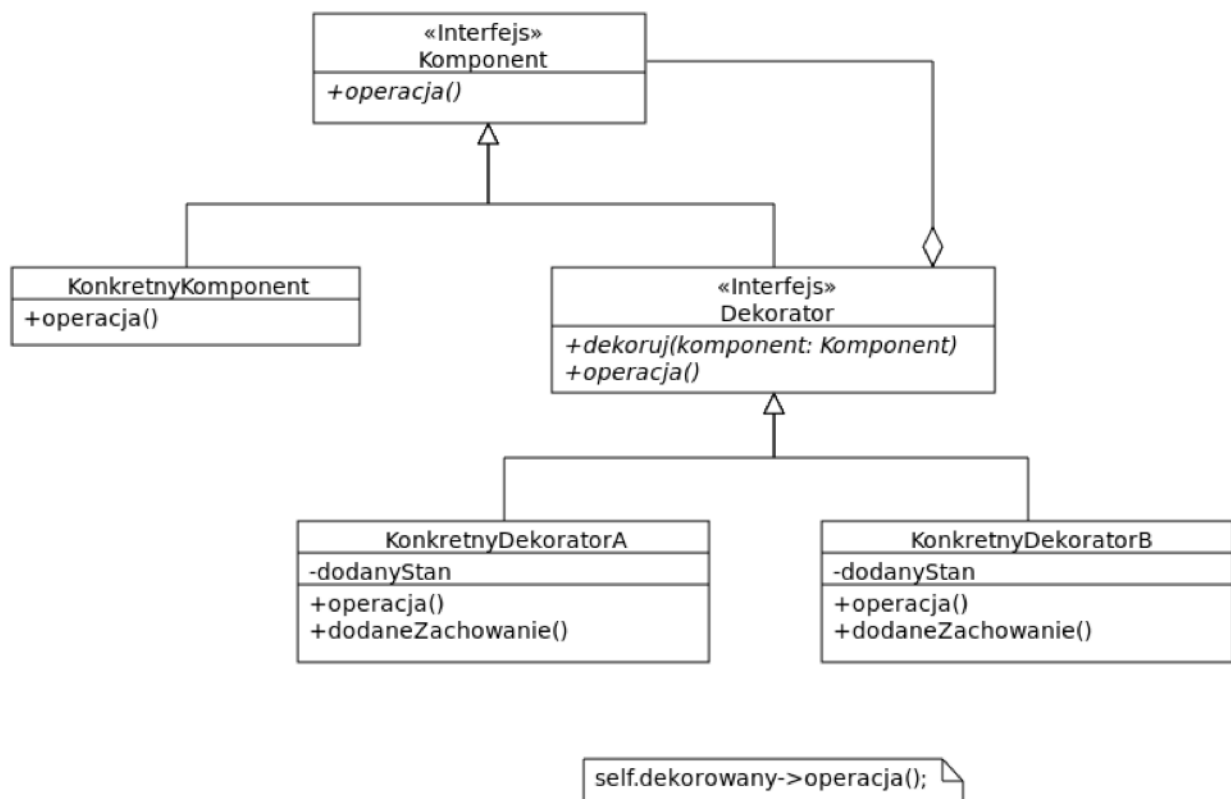 «Interfejs»
Komponent
+operacja()
KonkretnyKomponent
+operacja()
«Interfejs»
Dekorator
+dekoruj(komponent: Komponent)
+operacja()
KonkretnyDekoratorA
-dodanyStan
+operacja()
+dodaneZachowanie()
KonkretnyDekoratorB
-dodanyStan
+operacja()
+dodaneZachowanie()
self.dekorowany->operacja();